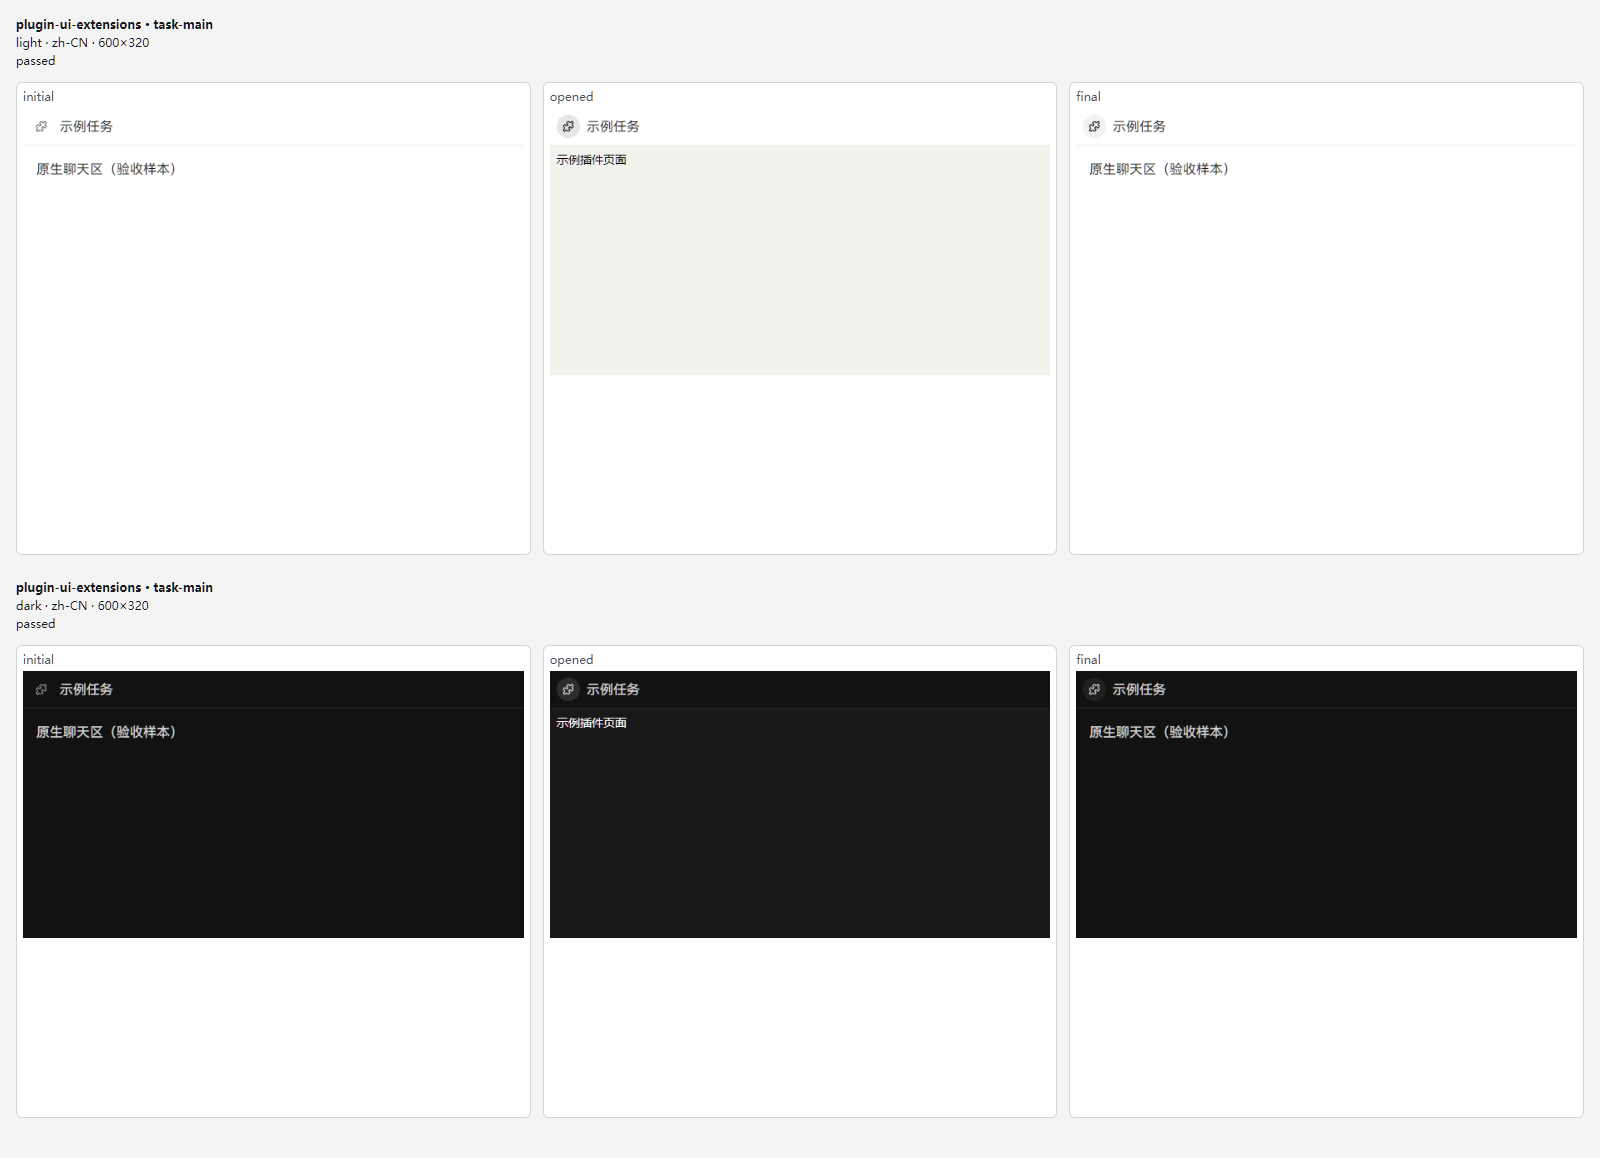 plugin-ui-extensions • task-main
light · zh-CN · 600×320
passed
initial
示例任务
原生聊天区（验收样本）
opened
示例任务
示例插件页面
final
示例任务
原生聊天区（验收样本）
plugin-ui-extensions • task-main
dark · zh-CN · 600×320
passed
initial
示例任务
原生聊天区（验收样本）
opened
示例任务
示例插件页面
final
示例任务
原生聊天区（验收样本）